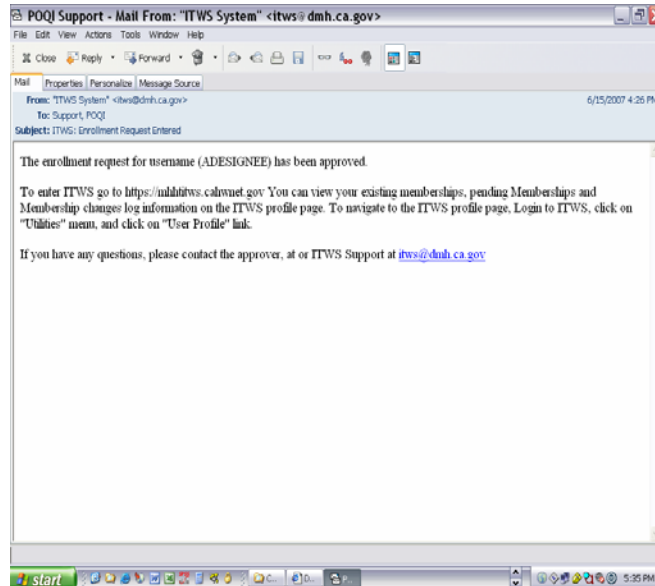 POQI Support - Mail From: "ITWS System" <itws@dmh.ca.gov>
File Edit View Actions Tools Window Help
Close Reply Forward
Mail Properties Personalize Message Source
From: "ITWS System" <itws@dmh.ca.gov> 6/15/2007 4:26 PM
To: Support, POQI
Subject: ITWS: Enrollment Request Entered
The enrollment request for username (ADESIGNEE) has been approved.
To enter ITWS go to https://mhhitws.cahwnet.gov You can view your existing memberships, pending Memberships and
Membership changes log information on the ITWS profile page. To navigate to the ITWS profile page, Login to ITWS, click on
"Utilities" menu, and click on "User Profile" link.
If you have any questions, please contact the approver, at or ITWS Support at itws@dmh.ca.gov
start 5:35 PM